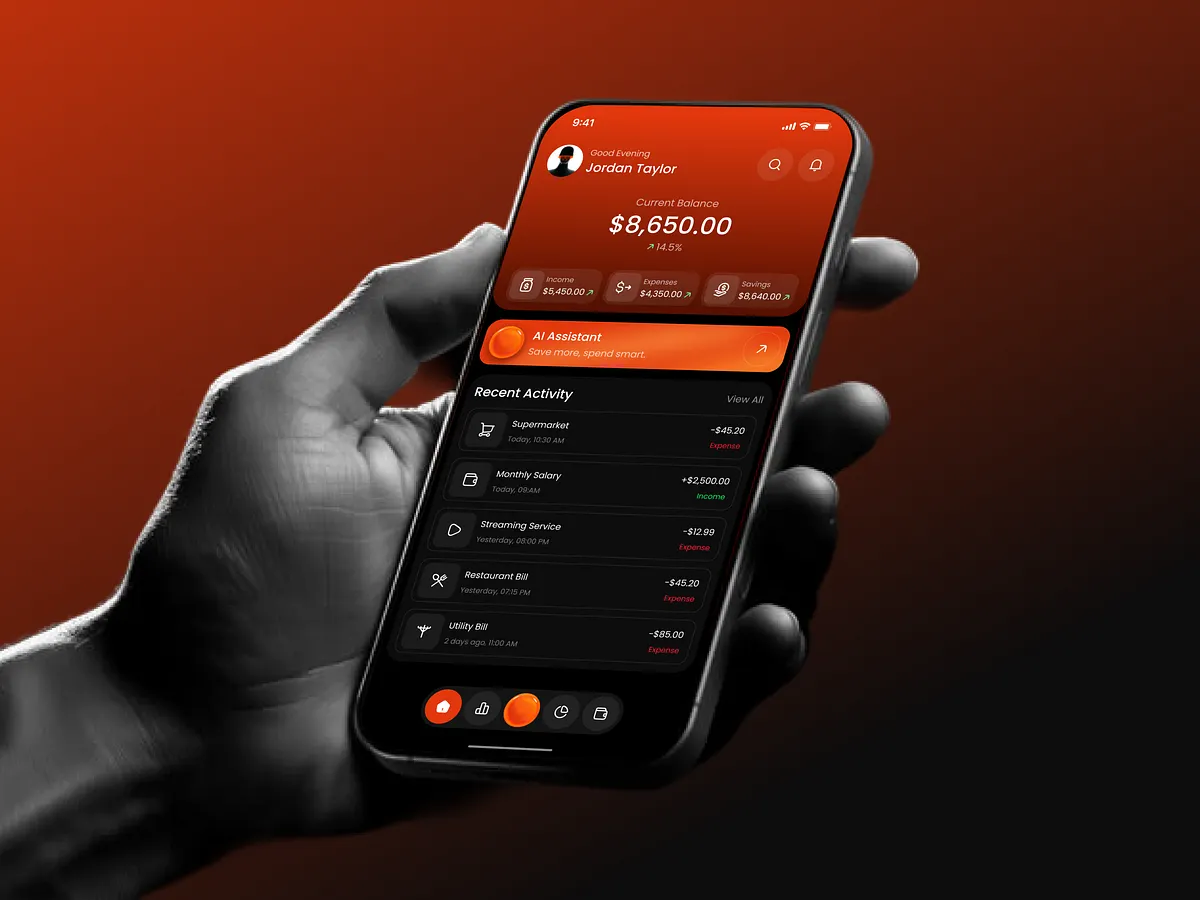 9:41
Good Evening
Jordan Taylor
Current Balance
$8,650.00
14.5%
Income
$5,450.00
Expenses
$4,350.00
Savings
$8,640.00
AI Assistant
Save more, spend smart.
Recent Activity
View All
Supermarket
-$45.20
Today, 10:30 AM
Expense
Monthly Salary
+$2,500.00
Today, 09:AM
Income
Streaming Service
-$12.99
Yesterday, 08:00 PM
Expense
Restaurant Bill
-$45.20
Yesterday, 07:15 PM
Expense
Utility Bill
-$85.00
2 days ago, 11:00 AM
Expense